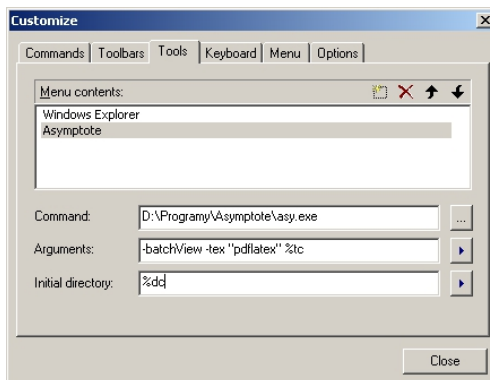 Customize
Commands Toolbars Tools Keyboard Menu Options
Menu contents:
Windows Explorer
Asymptote
Command: D:\Programy\Asymptote\asy.exe ...
Arguments: -batchView -tex "pdflatex" %tc
Initial directory: %dc
Close